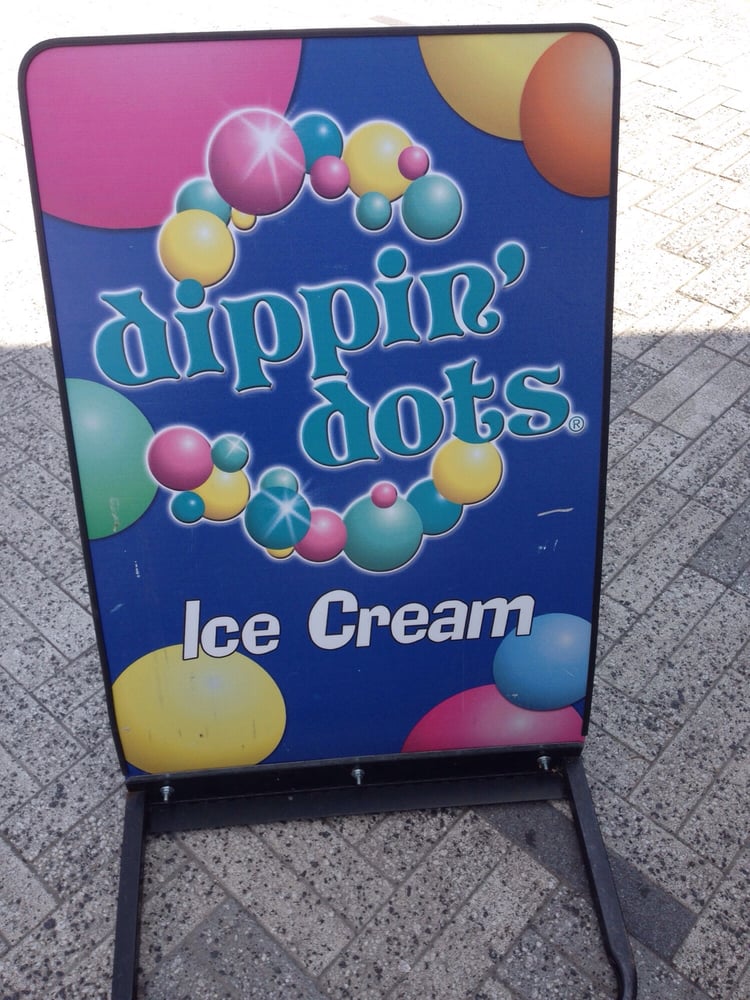 dippin'
dots®
Ice Cream